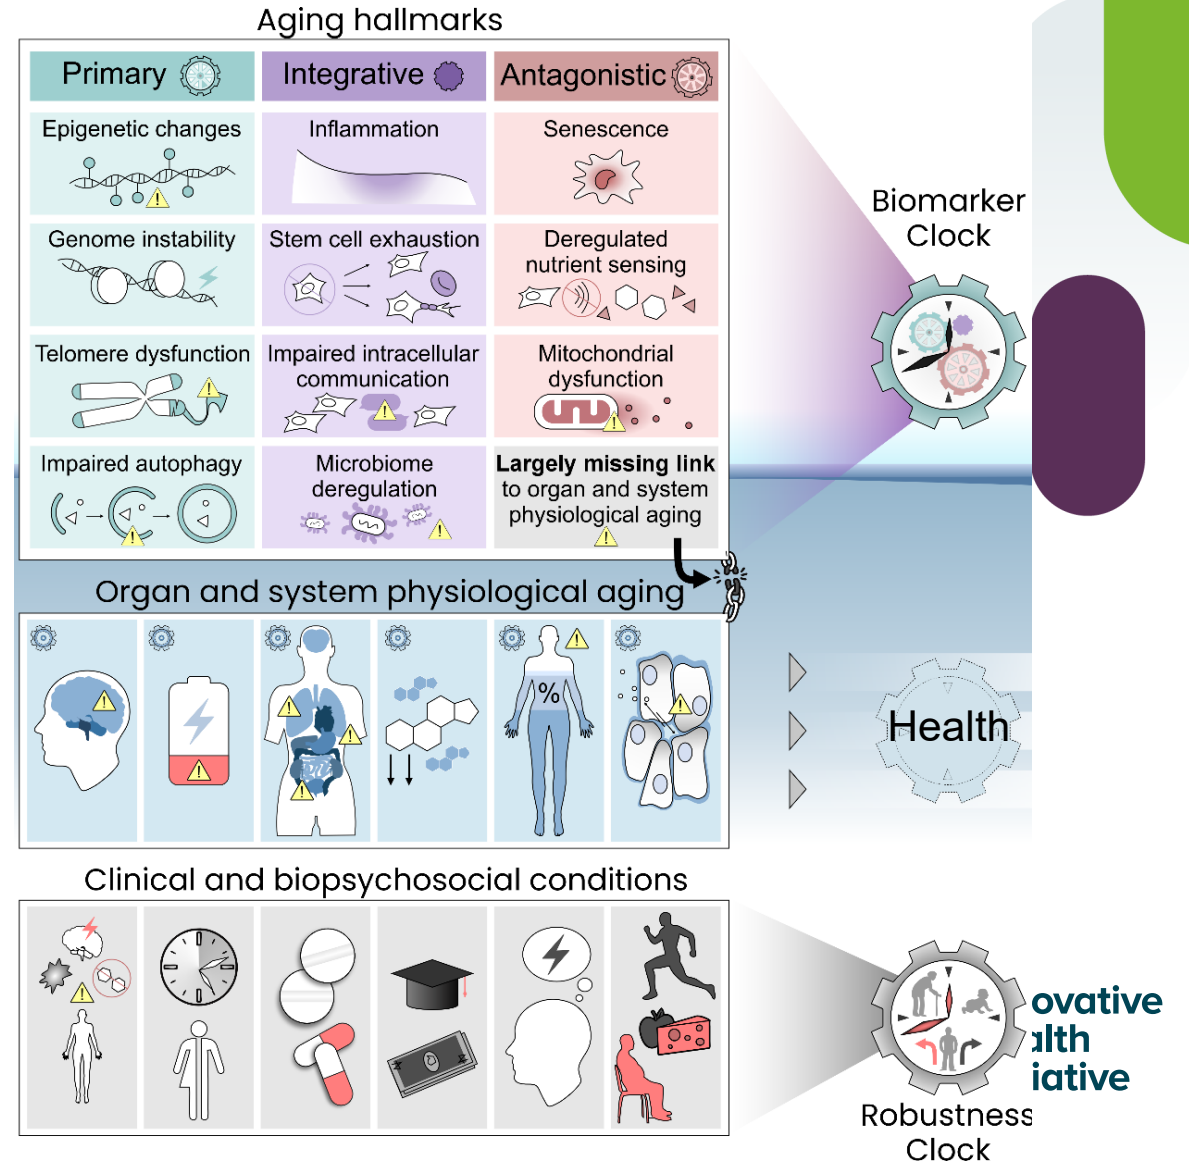 Aging hallmarks
Primary
Integrative
Antagonistic
Epigenetic changes
Inflammation
Senescence
Genome instability
Stem cell exhaustion
Deregulated
nutrient sensing
Telomere dysfunction
Impaired intracellular
communication
Mitochondrial
dysfunction
Impaired autophagy
Microbiome
deregulation
Largely missing link
to organ and system
physiological aging
Biomarker
Clock
Organ and system physiological aging
%
Health
Clinical and biopsychosocial conditions
Robustness
Clock
ovative
alth
iative